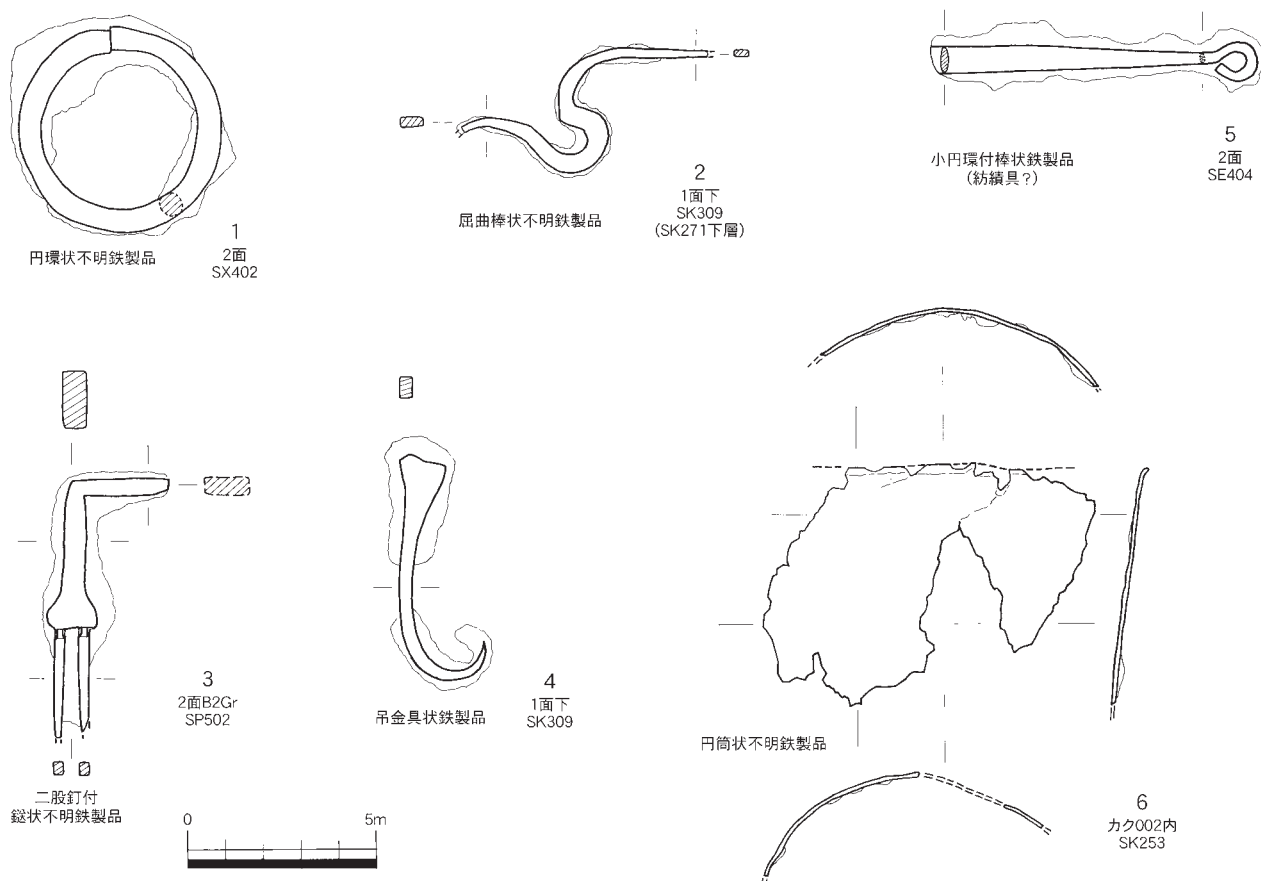 円環状不明鉄製品
1
2面
SX402
屈曲棒状不明鉄製品
2
1面下
SK309
(SK271下層)
小円環付棒状鉄製品
(紡績具?)
5
2面
SE404
二股釘付
鎹状不明鉄製品
3
2面B2Gr
SP502
吊金具状鉄製品
4
1面下
SK309
円筒状不明鉄製品
6
カク002内
SK253
0 5m